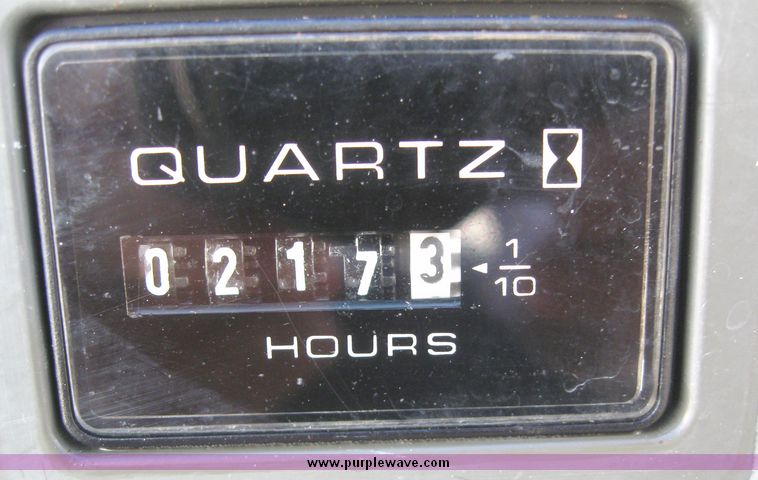 QUARTZ
02173 1/10
HOURS
www.purplewave.com